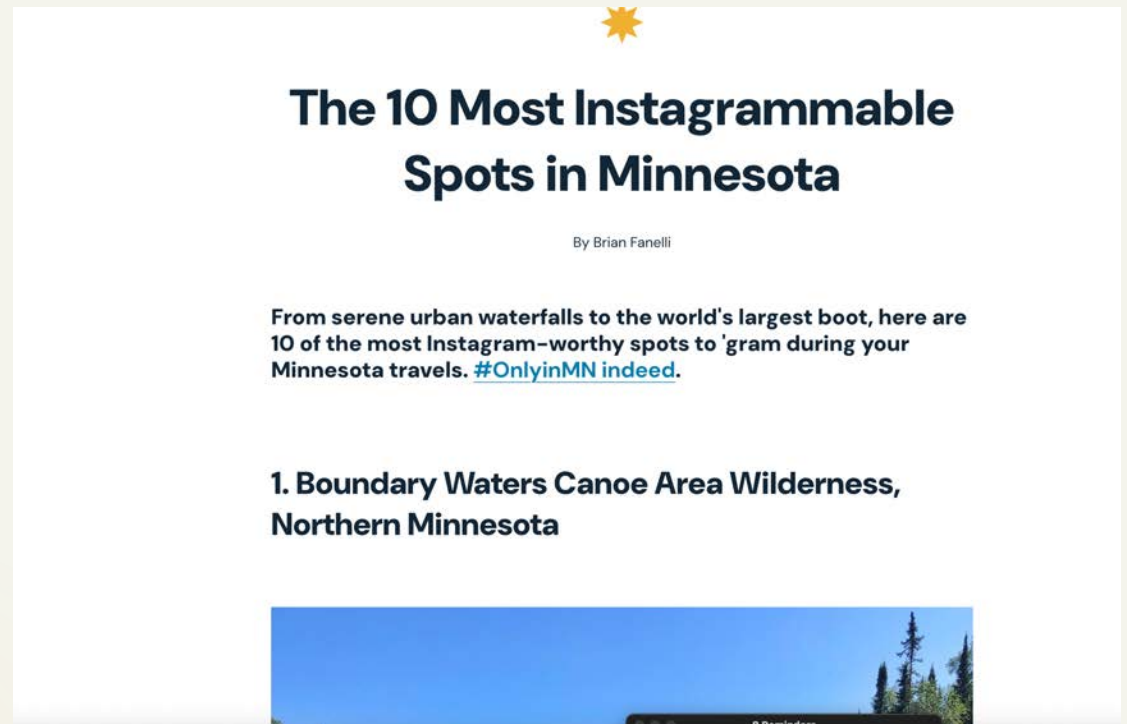 The 10 Most Instagrammable
Spots in Minnesota
By Brian Fanelli
From serene urban waterfalls to the world's largest boot, here are
10 of the most Instagram-worthy spots to 'gram during your
Minnesota travels. #OnlyinMN indeed.
1. Boundary Waters Canoe Area Wilderness,
Northern Minnesota